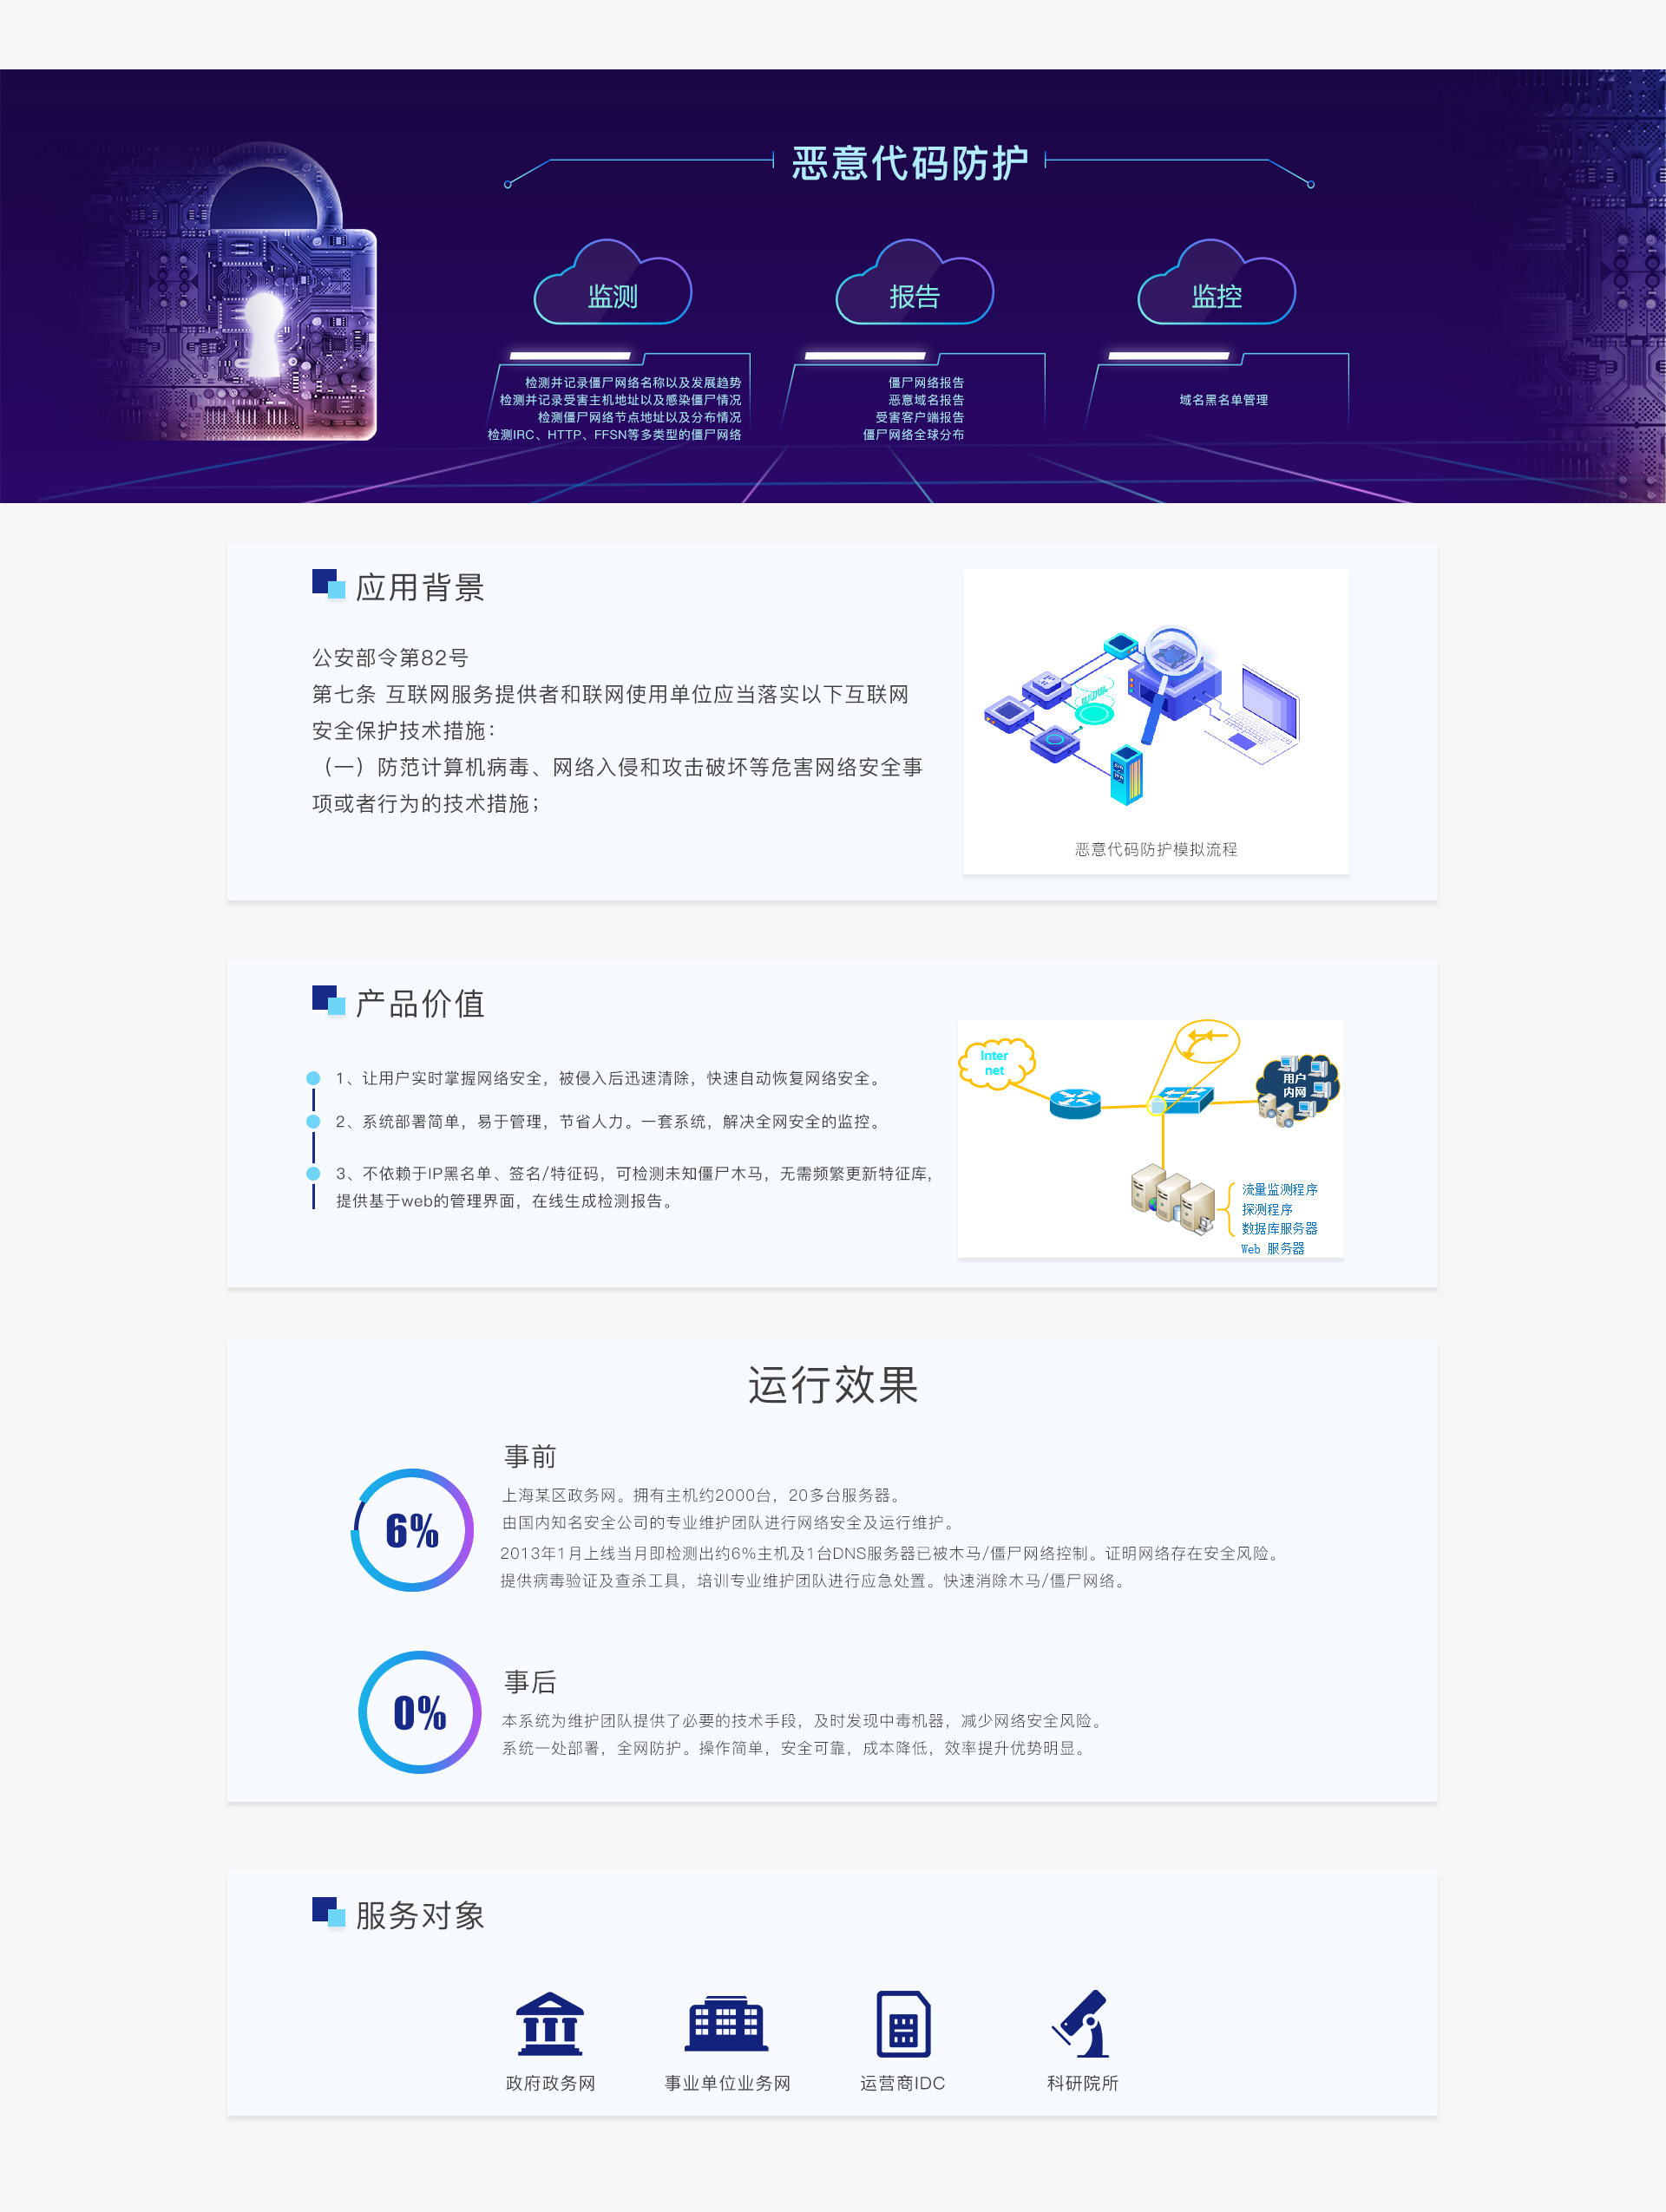 恶意代码防护
监测
报告
监控
检测并记录僵尸网络名称以及发展趋势
检测并记录受害主机地址以及感染僵尸情况
检测僵尸网络节点地址以及分布情况
检测IRC、HTTP、FFSN等多类型的僵尸网络
僵尸网络报告
恶意域名报告
受害客户端报告
僵尸网络全球分布
域名黑名单管理
应用背景
公安部令第82号
第七条 互联网服务提供者和联网使用单位应当落实以下互联网
安全保护技术措施：
（一）防范计算机病毒、网络入侵和攻击破坏等危害网络安全事
项或者行为的技术措施；
恶意代码防护模拟流程
产品价值
1、让用户实时掌握网络安全，被侵入后迅速清除，快速自动恢复网络安全。
2、系统部署简单，易于管理，节省人力。一套系统，解决全网安全的监控。
3、不依赖于IP黑名单、签名/特征码，可检测未知僵尸木马，无需频繁更新特征库，
提供基于web的管理界面，在线生成检测报告。
Inter
net
用户
内网
流量监测程序
探测程序
数据库服务器
Web 服务器
运行效果
6%
事前
上海某区政务网。拥有主机约2000台，20多台服务器。
由国内知名安全公司的专业维护团队进行网络安全及运行维护。
2013年1月上线当月即检测出约6%主机及1台DNS服务器已被木马/僵尸网络控制。证明网络存在安全风险。
提供病毒验证及查杀工具，培训专业维护团队进行应急处置。快速消除木马/僵尸网络。
0%
事后
本系统为维护团队提供了必要的技术手段，及时发现中毒机器，减少网络安全风险。
系统一处部署，全网防护。操作简单，安全可靠，成本降低，效率提升优势明显。
服务对象
政府政务网
事业单位业务网
运营商IDC
科研院所